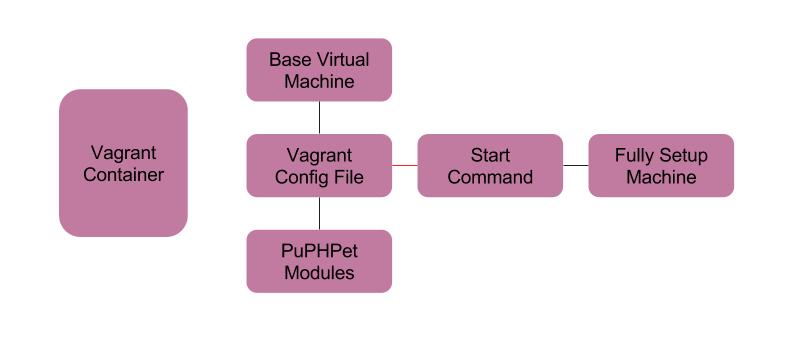 Vagrant
Container
Base Virtual
Machine
Vagrant
Config File
Start
Command
Fully Setup
Machine
PuPHPet
Modules